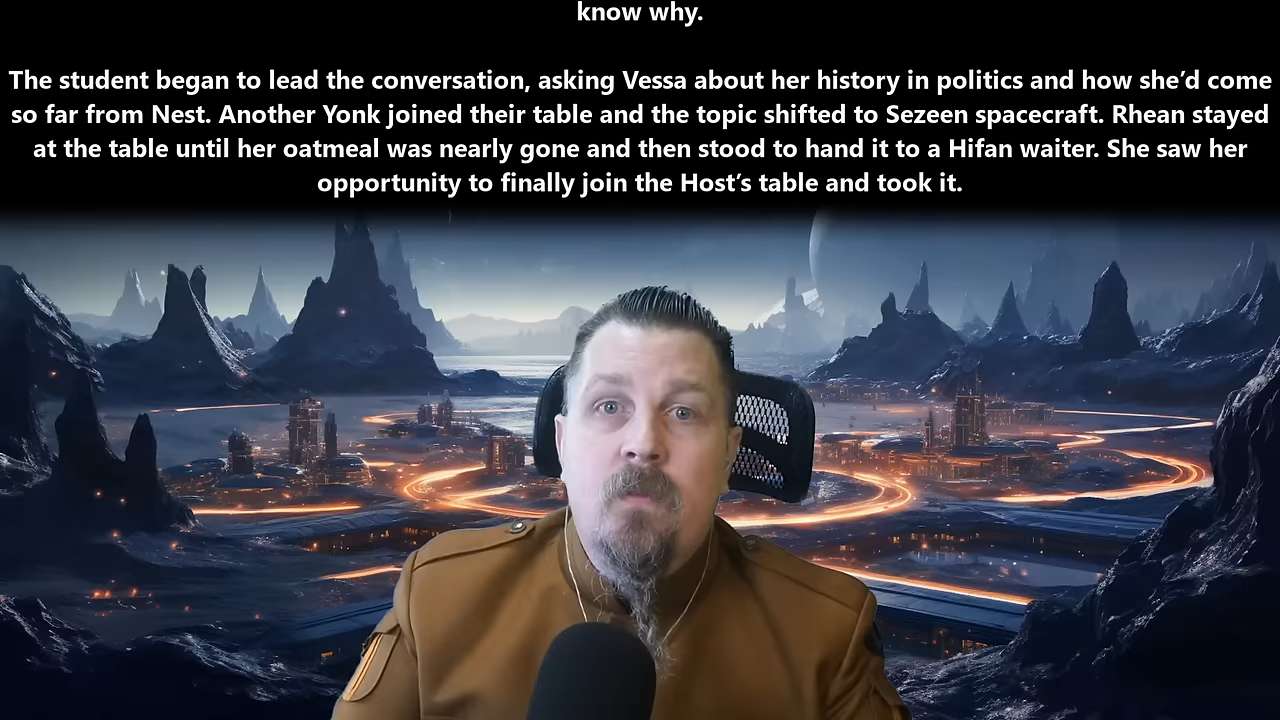 know why.
The student began to lead the conversation, asking Vessa about her history in politics and how she’d come
so far from Nest. Another Yonk joined their table and the topic shifted to Sezeen spacecraft. Rhean stayed
at the table until her oatmeal was nearly gone and then stood to hand it to a Hifan waiter. She saw her
opportunity to finally join the Host’s table and took it.